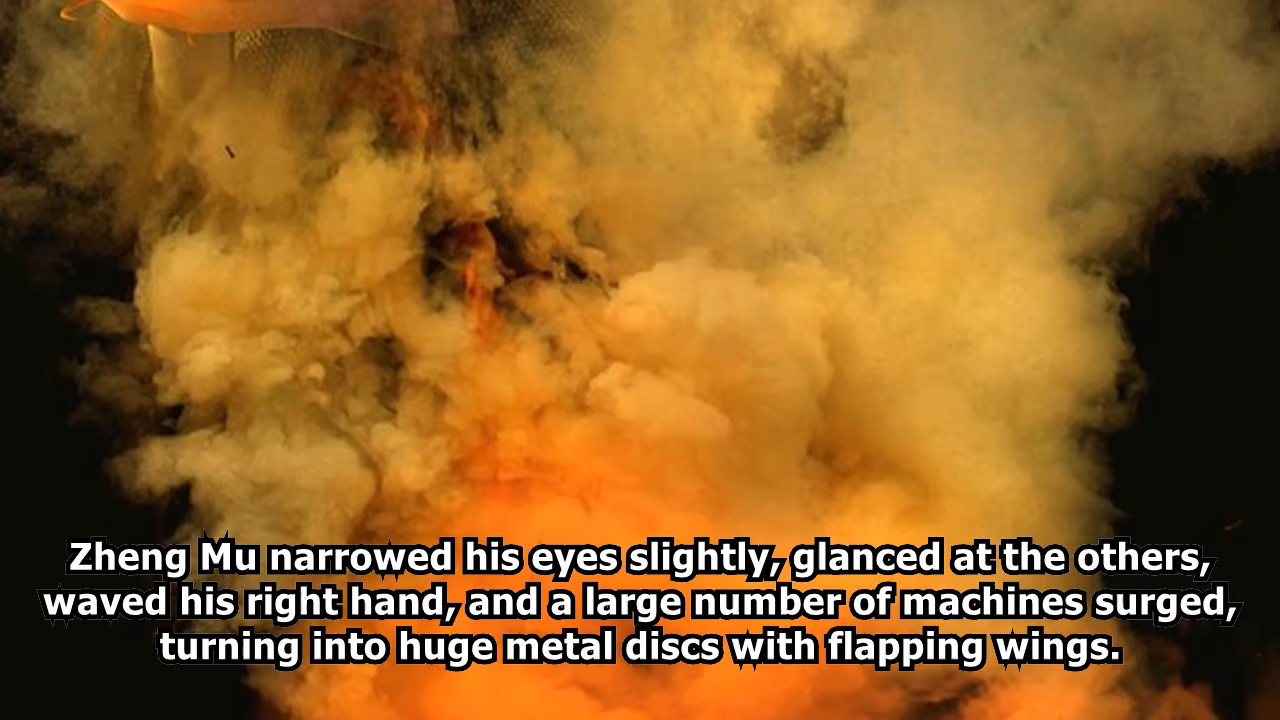 Zheng Mu narrowed his eyes slightly, glanced at the others,
waved his right hand, and a large number of machines surged,
turning into huge metal discs with flapping wings.